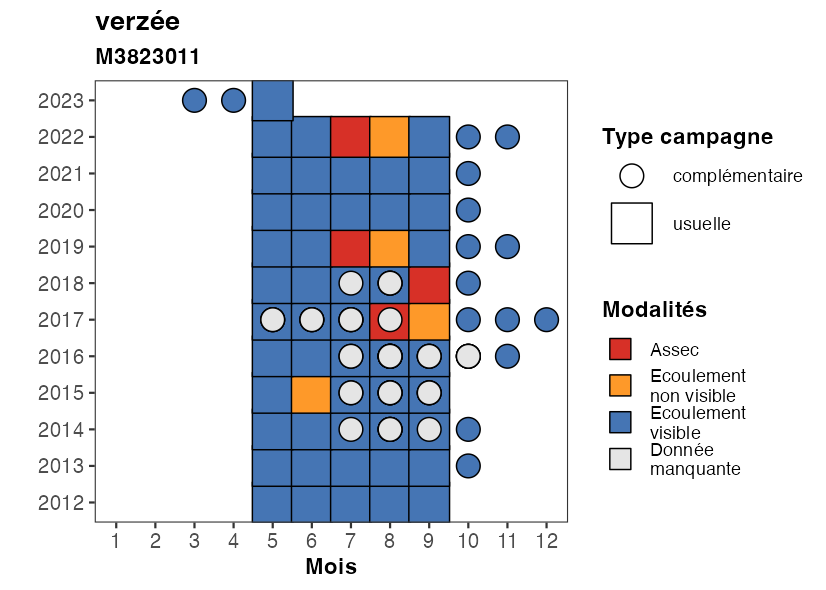 verzée
M3823011
2023
2022
2021
2020
2019
2018
2017
2016
2015
2014
2013
2012
1 2 3 4 5 6 7 8 9 10 11 12
Mois
Type campagne
complémentaire
usuelle
Modalités
Assec
Ecoulement
non visible
Ecoulement
visible
Donnée
manquante